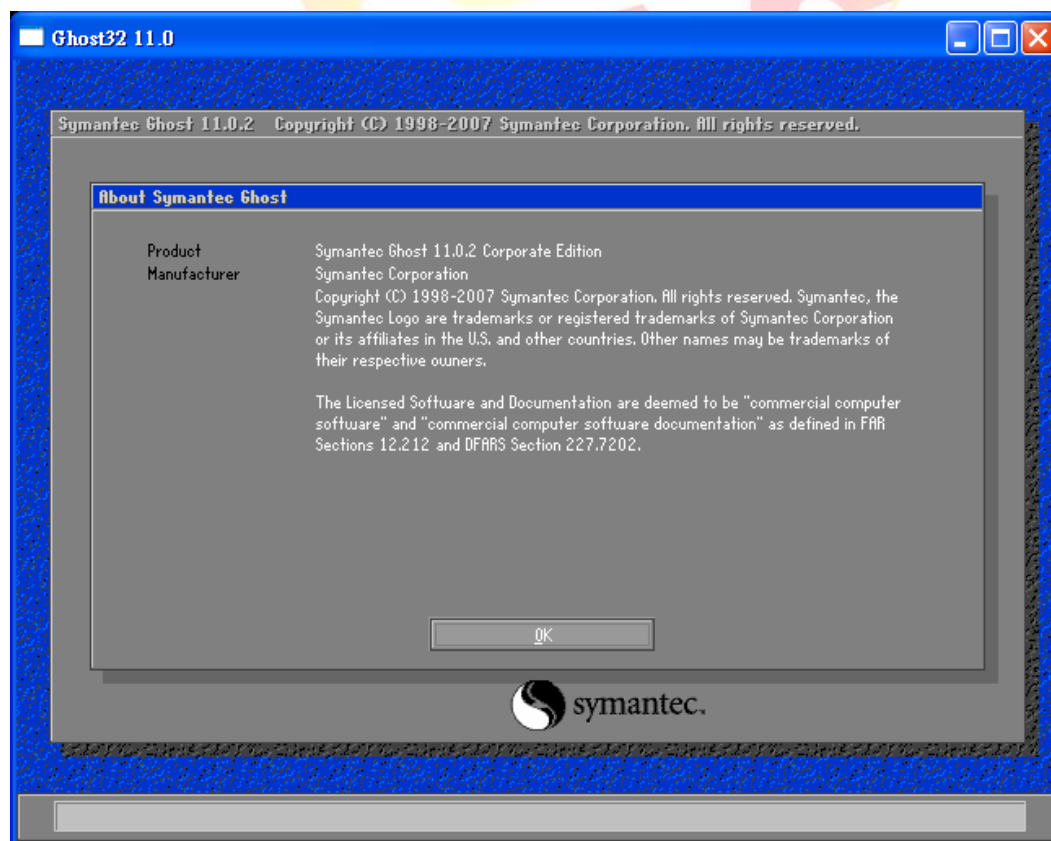 Ghost32 11.0
Symantec Ghost 11.0.2 Copyright (C) 1998-2007 Symantec Corporation. All rights reserved.
About Symantec Ghost
Product Symantec Ghost 11.0.2 Corporate Edition
Manufacturer Symantec Corporation
Copyright (C) 1998-2007 Symantec Corporation. All rights reserved. Symantec, the
Symantec Logo are trademarks or registered trademarks of Symantec Corporation
or its affiliates in the U.S. and other countries. Other names may be trademarks of
their respective owners.
The Licensed Software and Documentation are deemed to be "commercial computer
software" and "commercial computer software documentation" as defined in FAR
Sections 12.212 and DFARS Section 227.7202.
OK
symantec.